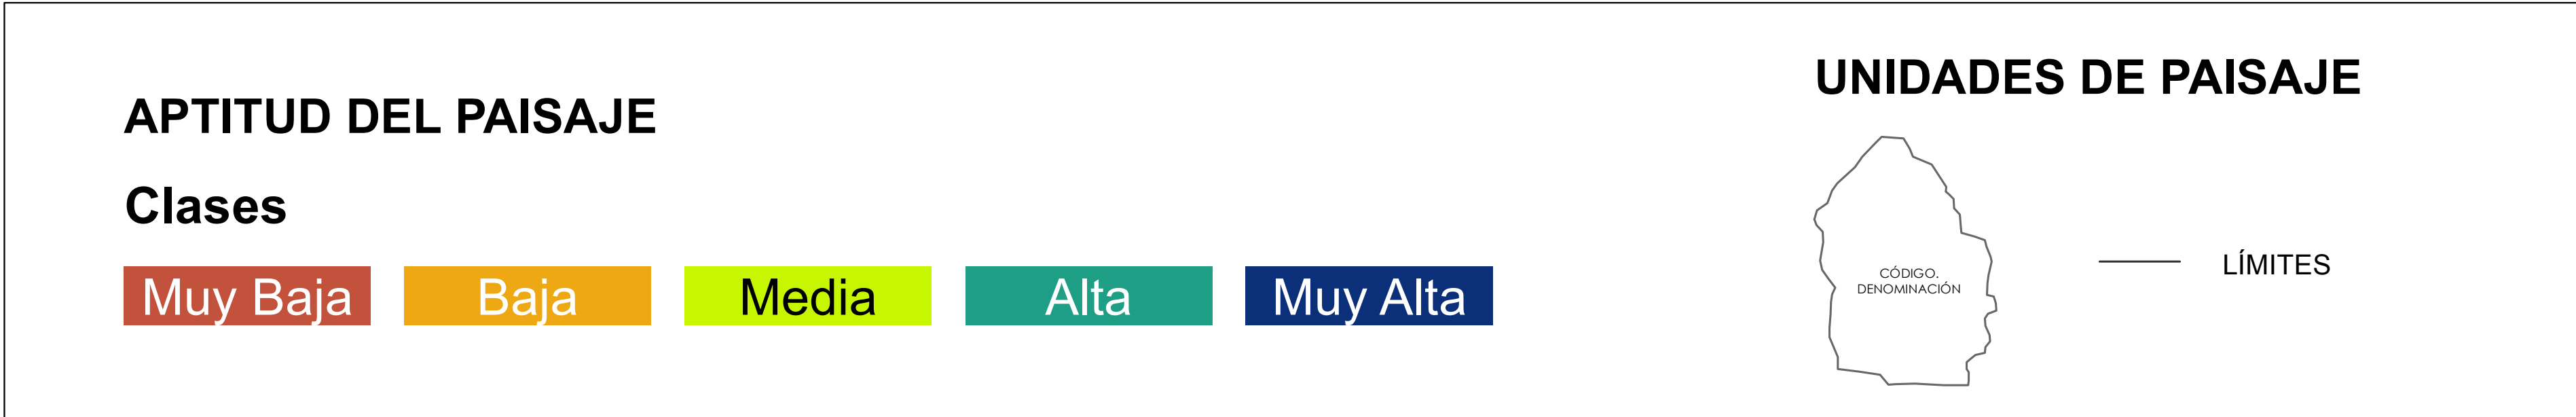 APTITUD DEL PAISAJE
Clases
Muy Baja
Baja
Media
Alta
Muy Alta
UNIDADES DE PAISAJE
CÓDIGO.
DENOMINACIÓN
LÍMITES